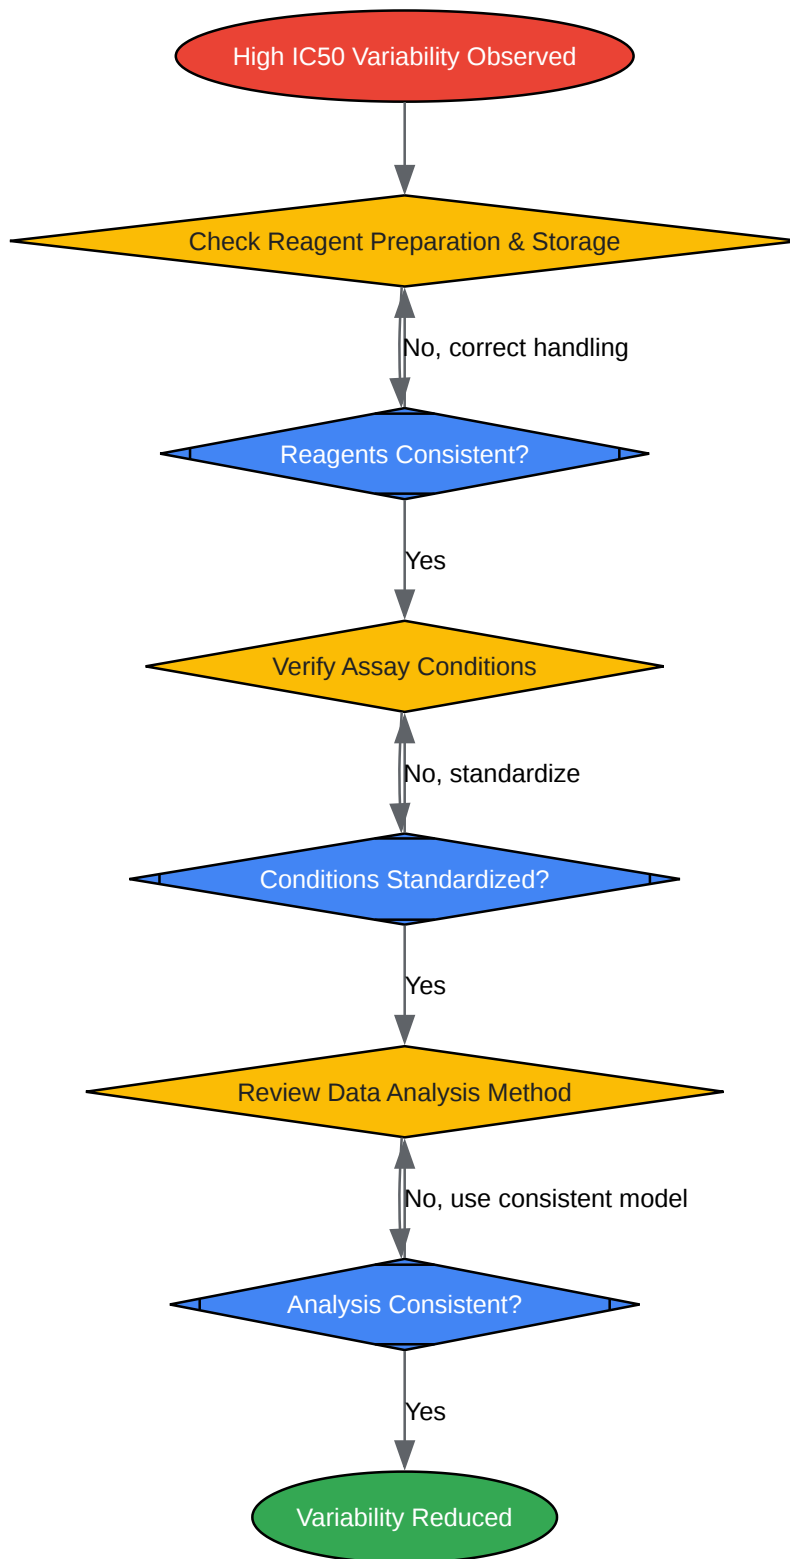 High IC50 Variability Observed
Check Reagent Preparation & Storage
No, correct handling
Reagents Consistent?
Yes
Verify Assay Conditions
No, standardize
Conditions Standardized?
Yes
Review Data Analysis Method
No, use consistent model
Analysis Consistent?
Yes
Variability Reduced